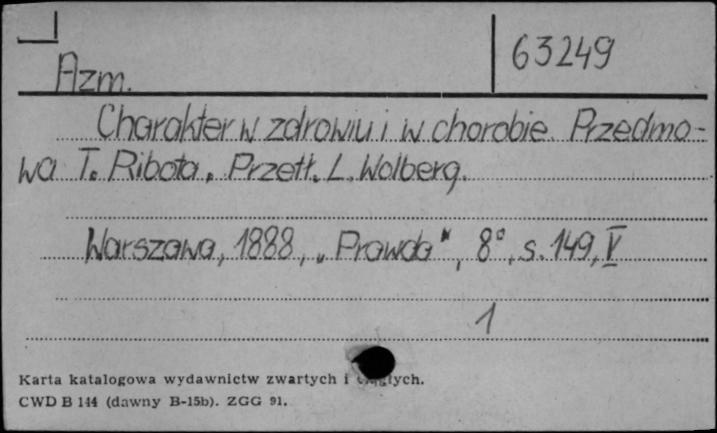 63249
Azm.
Charakter w zdrowiu i w chorobie. Przedmo-
wa T. Ribota. Przetł. L. Wolberg.
Warszawa, 1888, „Prawda", 8°, s. 149, V
1
Karta katalogowa wydawnictw zwartych i ciągłych.
CWD B 144 (dawny B-15b). ZGG 91.